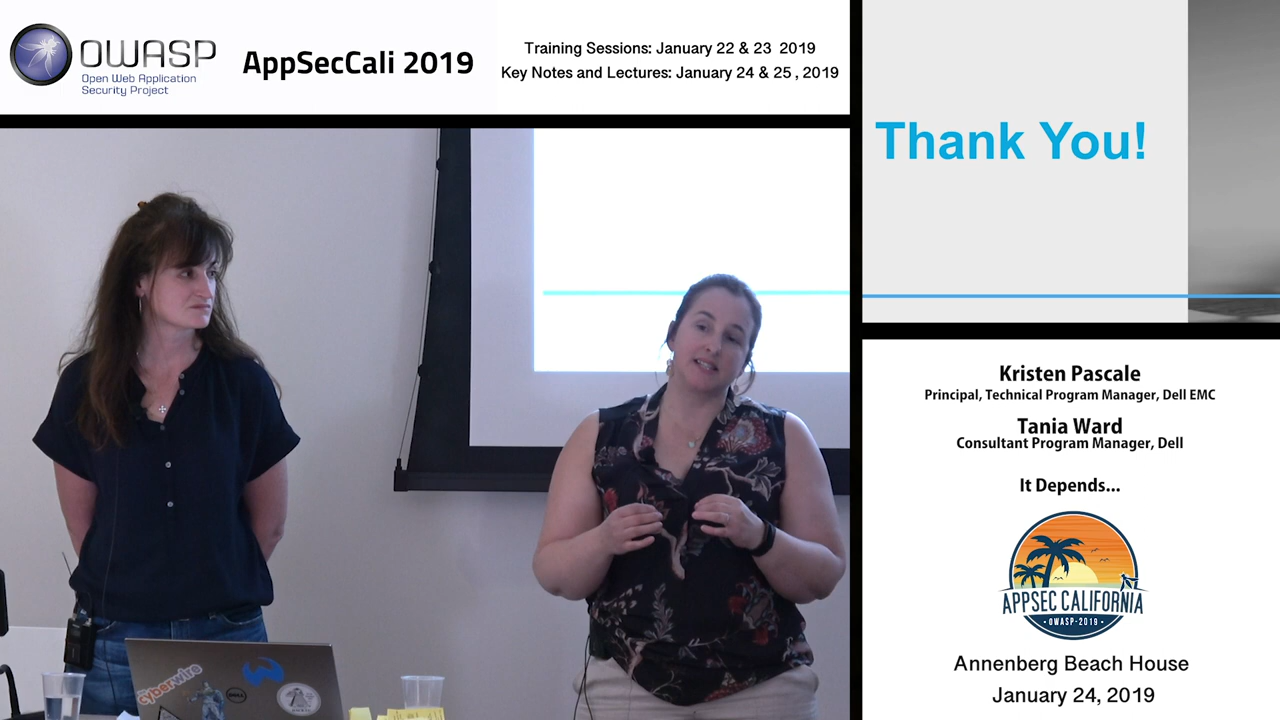 OWASP
Open Web Application
Security Project
AppSecCali 2019
Training Sessions: January 22 & 23 2019
Key Notes and Lectures: January 24 & 25 , 2019
Thank You!
Kristen Pascale
Principal, Technical Program Manager, Dell EMC
Tania Ward
Consultant Program Manager, Dell
It Depends...
APPSEC CALIFORNIA
• OWASP-2019 •
Annenberg Beach House
January 24, 2019
cyberwire
DELL